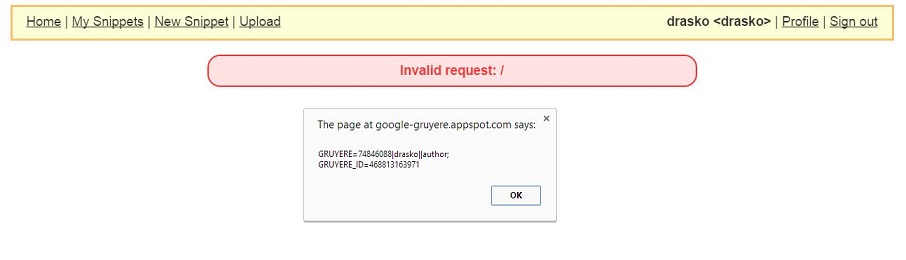 Home | My Snippets | New Snippet | Upload
drasko <drasko> | Profile | Sign out
Invalid request: /
The page at google-gruyere.appspot.com says:
GRUYERE=74846088|drasko||author;
GRUYERE_ID=468813163971
OK